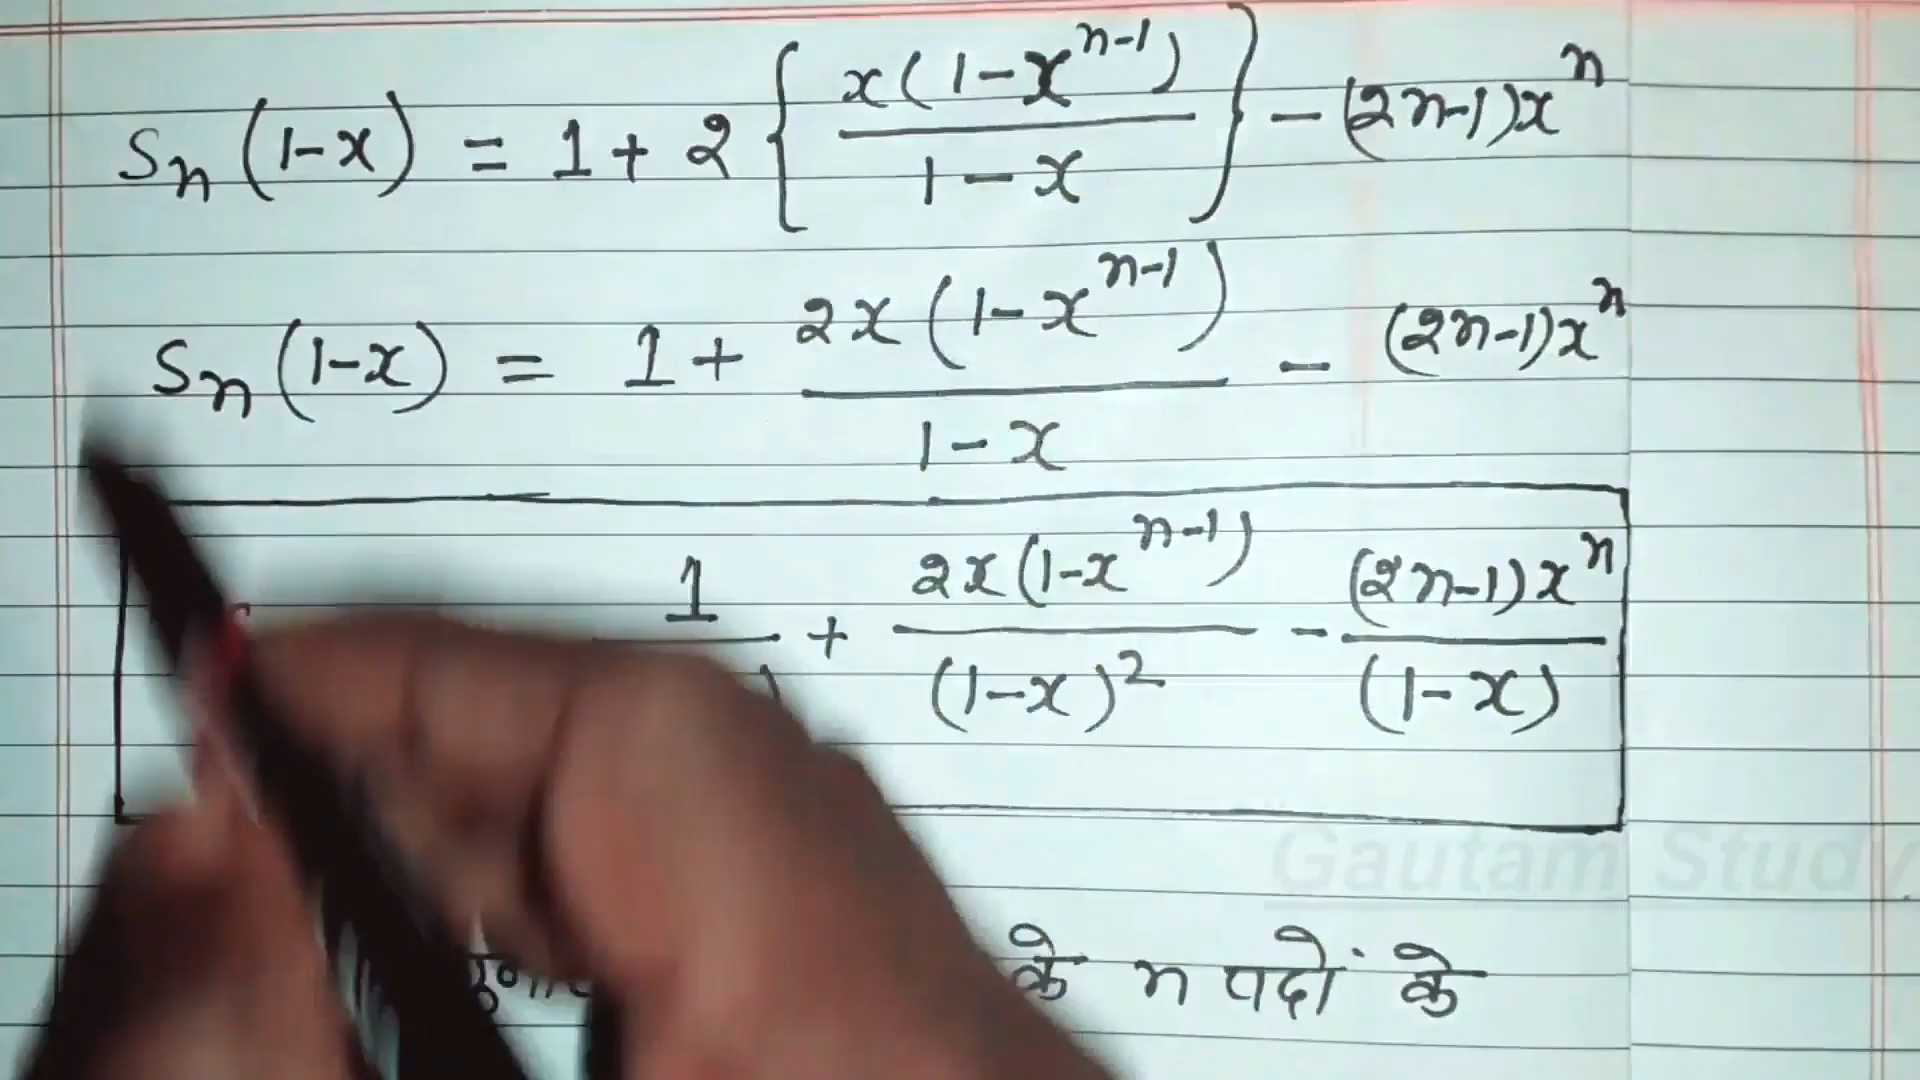 Sn (1-x) = 1 + 2 { x(1-x^{n-1}) / 1-x } - (2n-1)x^n
Sn (1-x) = 1 + 2x(1-x^{n-1}) / 1-x - (2n-1)x^n
1 + 2x(1-x^{n-1}) / (1-x)^2 - (2n-1)x^n / (1-x)
Gautam Study
के n पदों के